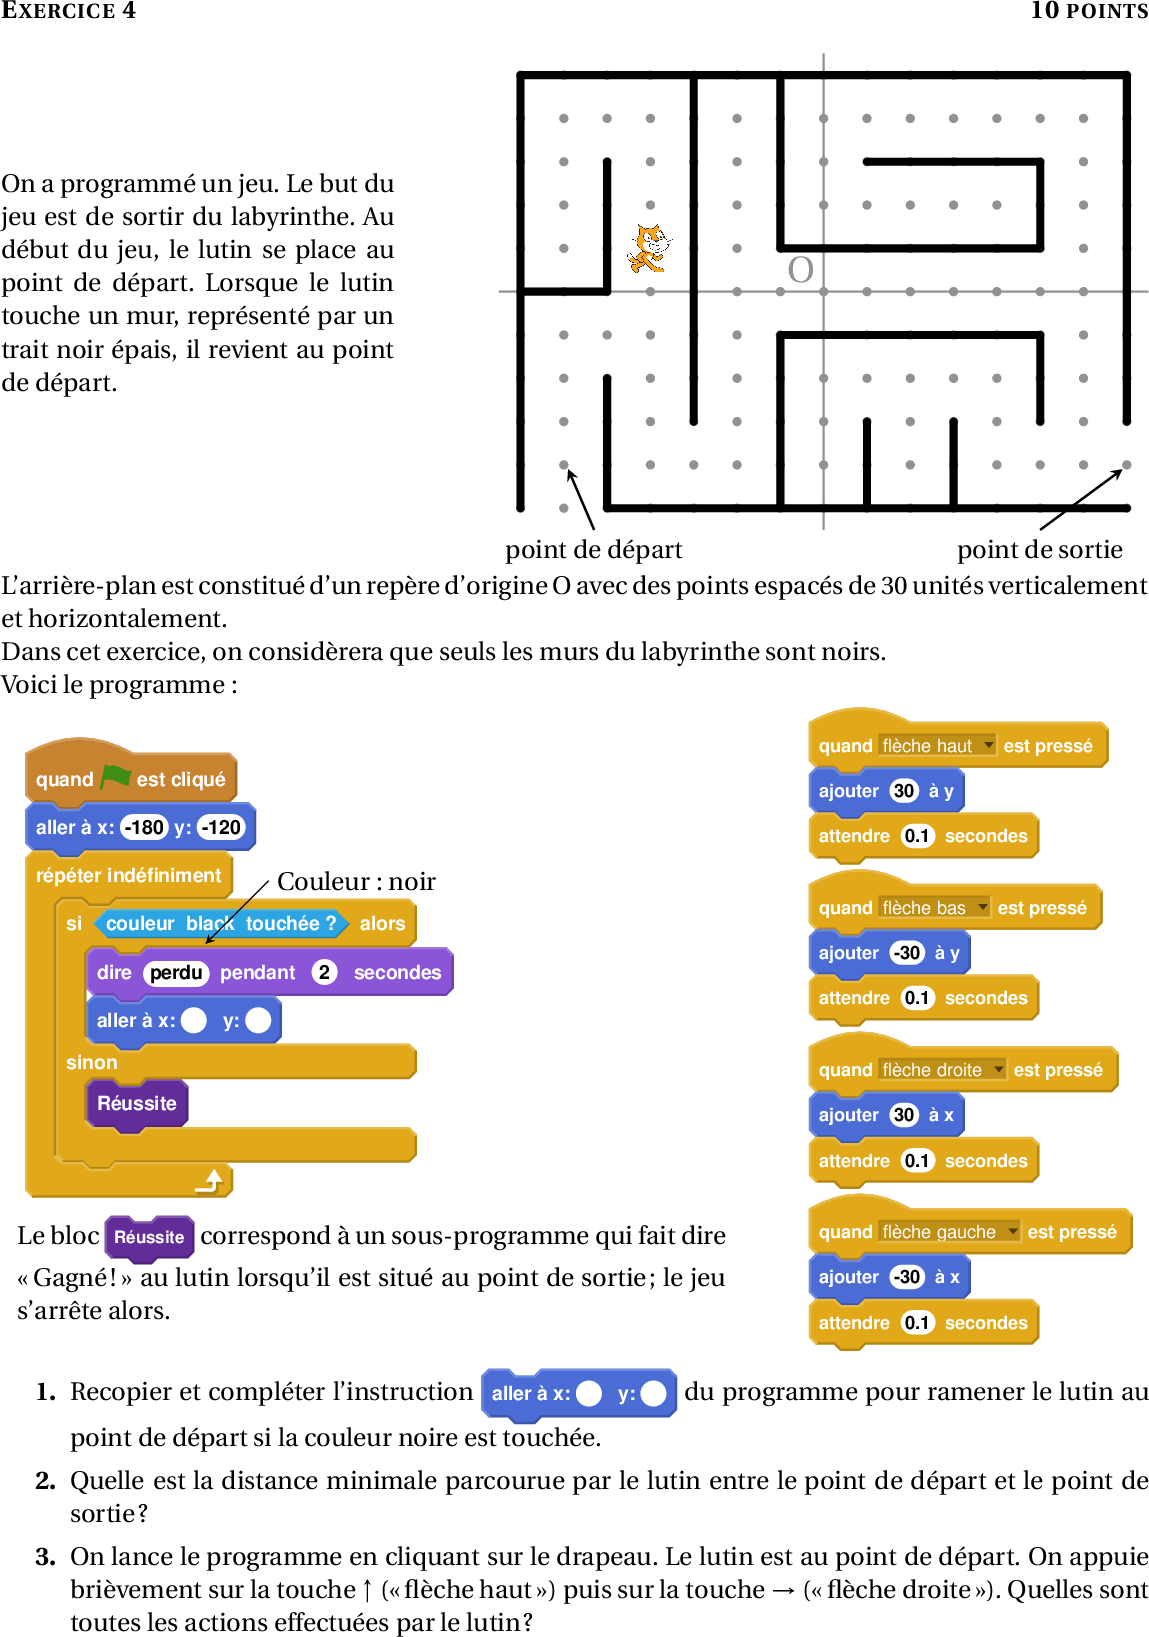 EXERCICE 4 10 POINTS
On a programmé un jeu. Le but du
jeu est de sortir du labyrinthe. Au
début du jeu, le lutin se place au
point de départ. Lorsque le lutin
touche un mur, représenté par un
trait noir épais, il revient au point
de départ.
O
point de départ
point de sortie
L'arrière-plan est constitué d'un repère d'origine O avec des points espacés de 30 unités verticalement
et horizontalement.
Dans cet exercice, on considèrera que seuls les murs du labyrinthe sont noirs.
Voici le programme :
quand est cliqué
aller à x: -180 y: -120
répéter indéfiniment
Couleur : noir
si couleur black touchée ? alors
dire perdu pendant 2 secondes
aller à x: y:
sinon
Réussite
quand flèche haut est pressé
ajouter 30 à y
attendre 0.1 secondes
quand flèche bas est pressé
ajouter -30 à y
attendre 0.1 secondes
quand flèche droite est pressé
ajouter 30 à x
attendre 0.1 secondes
quand flèche gauche est pressé
ajouter -30 à x
attendre 0.1 secondes
Le bloc Réussite correspond à un sous-programme qui fait dire
« Gagné! » au lutin lorsqu'il est situé au point de sortie; le jeu
s'arrête alors.
1. Recopier et compléter l'instruction aller à x: y: du programme pour ramener le lutin au
point de départ si la couleur noire est touchée.
2. Quelle est la distance minimale parcourue par le lutin entre le point de départ et le point de
sortie?
3. On lance le programme en cliquant sur le drapeau. Le lutin est au point de départ. On appuie
brièvement sur la touche ↑ (« flèche haut ») puis sur la touche → (« flèche droite »). Quelles sont
toutes les actions effectuées par le lutin?